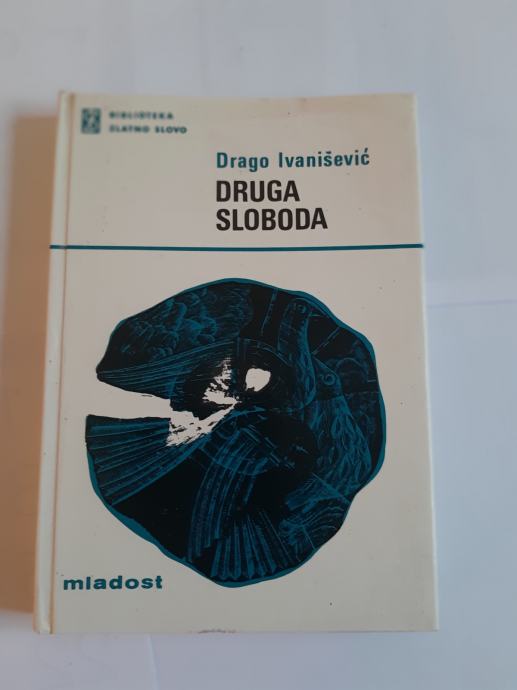 BIBLIOTEKA
ZLATNO SLOVO
Drago Ivanišević
DRUGA
SLOBODA
mladost